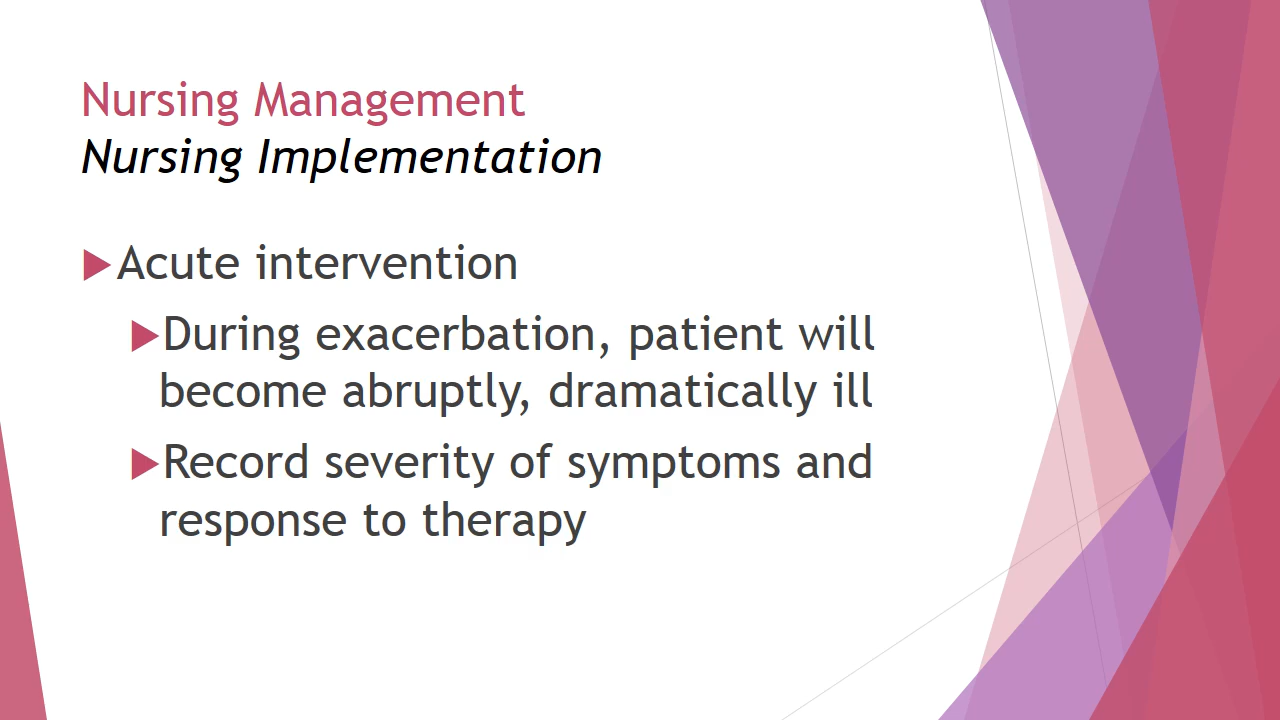 Nursing Management
Nursing Implementation
Acute intervention
During exacerbation, patient will
become abruptly, dramatically ill
Record severity of symptoms and
response to therapy